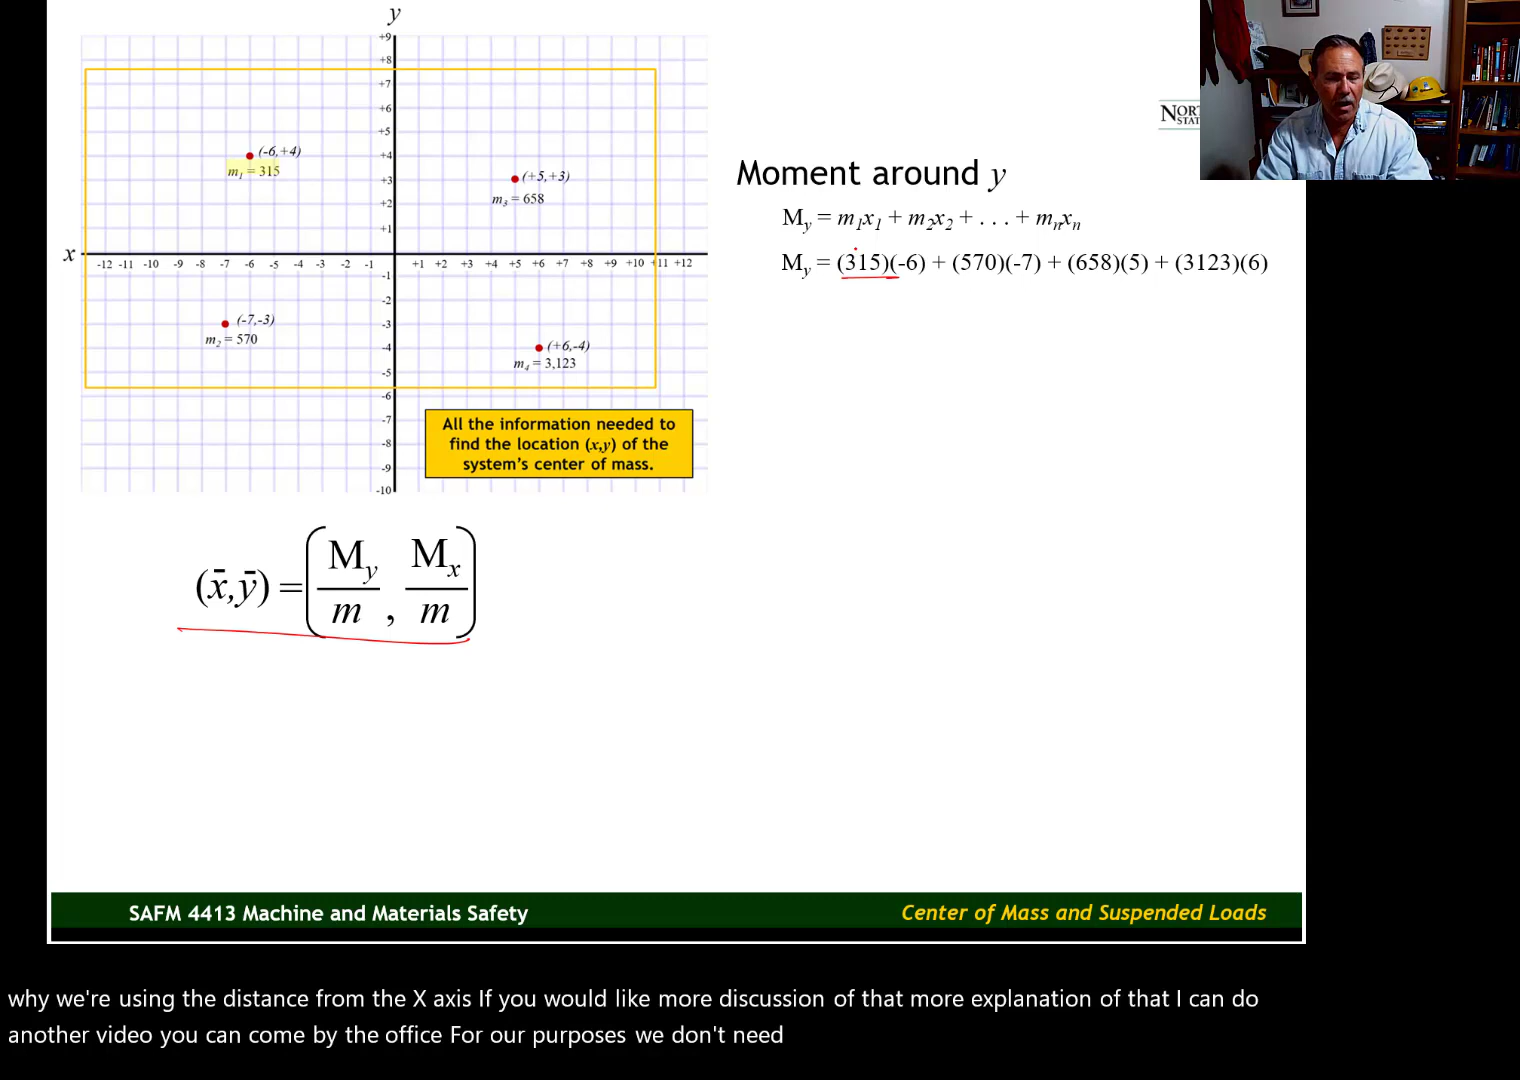 y
+9
+8
+7
+6
+5
+4
+3
+2
+1
(-6,+4)
m₁ = 315
(+5,+3)
m₃ = 658
x
-12 -11 -10 -9 -8 -7 -6 -5 -4 -3 -2 -1 +1 +2 +3 +4 +5 +6 +7 +8 +9 +10 +11 +12
-1
-2
-3
-4
-5
-6
-7
-8
-9
-10
(-7,-3)
m₂ = 570
(+6,-4)
m₄ = 3,123
All the information needed to
find the location (x,y) of the
system's center of mass.
(x̄,ȳ) = (M_y/m, M_x/m)
NOR
STAT
Moment around y
M_y = m₁x₁ + m₂x₂ + . . . + mₙxₙ
M_y = (315)(-6) + (570)(-7) + (658)(5) + (3123)(6)
SAFM 4413 Machine and Materials Safety
Center of Mass and Suspended Loads
why we're using the distance from the X axis If you would like more discussion of that more explanation of that I can do
another video you can come by the office For our purposes we don't need